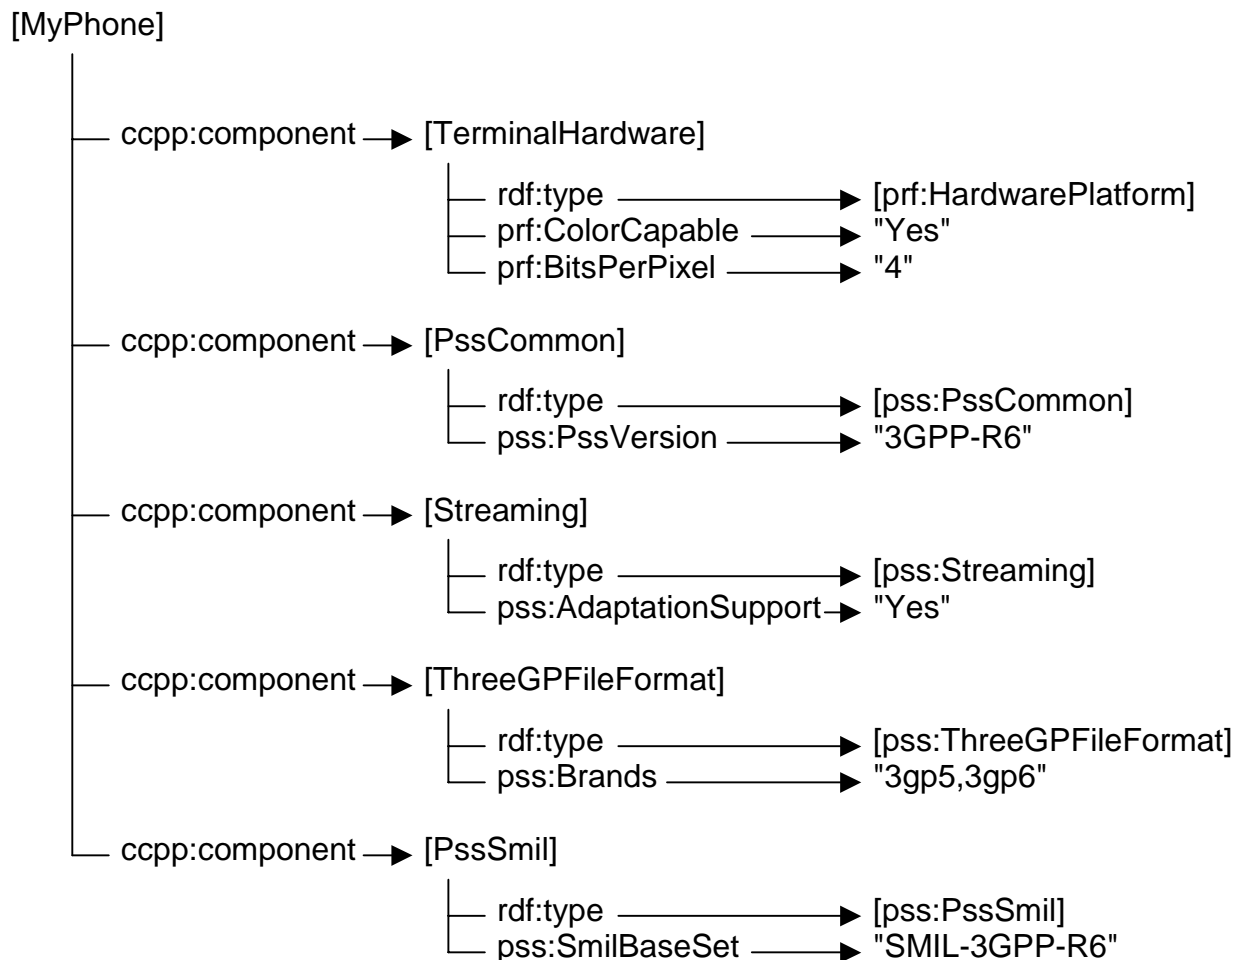 [MyPhone]
ccpp:component [TerminalHardware]
rdf:type [prf:HardwarePlatform]
prf:ColorCapable "Yes"
prf:BitsPerPixel "4"
ccpp:component [PssCommon]
rdf:type [pss:PssCommon]
pss:PssVersion "3GPP-R6"
ccpp:component [Streaming]
rdf:type [pss:Streaming]
pss:AdaptationSupport "Yes"
ccpp:component [ThreeGPFileFormat]
rdf:type [pss:ThreeGPFileFormat]
pss:Brands "3gp5,3gp6"
ccpp:component [PssSmil]
rdf:type [pss:PssSmil]
pss:SmilBaseSet "SMIL-3GPP-R6"